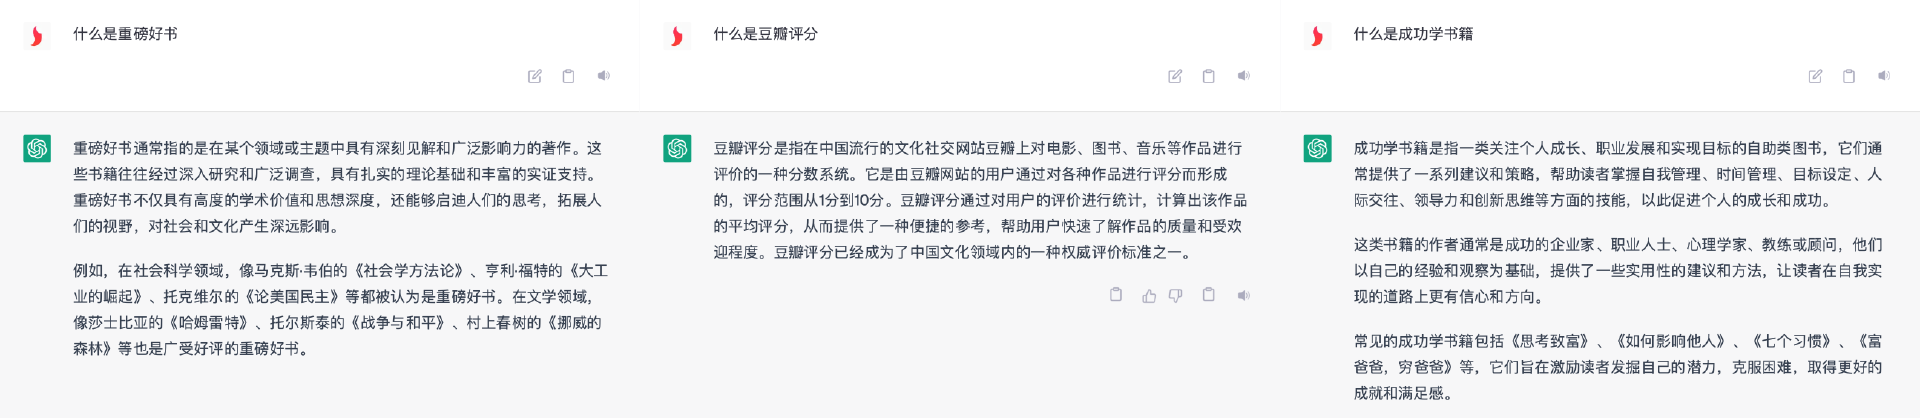 什么是重磅好书
重磅好书通常指的是在某个领域或主题中具有深刻见解和广泛影响力的著作。这
些书籍往往经过深入研究和广泛调查，具有扎实的理论基础和丰富的实证支持。
重磅好书不仅具有高度的学术价值和思想深度，还能够启迪人们的思考，拓展人
们的视野，对社会和文化产生深远影响。
例如，在社会科学领域，像马克斯·韦伯的《社会学方法论》、亨利·福特的《大工
业的崛起》、托克维尔的《论美国民主》等都被认为是重磅好书。在文学领域，
像莎士比亚的《哈姆雷特》、托尔斯泰的《战争与和平》、村上春树的《挪威的
森林》等也是广受好评的重磅好书。
什么是豆瓣评分
豆瓣评分是指在中国流行的文化社交网站豆瓣上对电影、图书、音乐等作品进行
评价的一种分数系统。它是由豆瓣网站的用户通过对各种作品进行评分而形成
的，评分范围从1分到10分。豆瓣评分通过对用户的评价进行统计，计算出该作品
的平均评分，从而提供了一种便捷的参考，帮助用户快速了解作品的质量和受欢
迎程度。豆瓣评分已经成为了中国文化领域内的一种权威评价标准之一。
什么是成功学书籍
成功学书籍是指一类关注个人成长、职业发展和实现目标的自助类图书，它们通
常提供了一系列建议和策略，帮助读者掌握自我管理、时间管理、目标设定、人
际交往、领导力和创新思维等方面的技能，以此促进个人的成长和成功。
这类书籍的作者通常是成功的企业家、职业人士、心理学家、教练或顾问，他们
以自己的经验和观察为基础，提供了一些实用性的建议和方法，让读者在自我实
现的道路上更有信心和方向。
常见的成功学书籍包括《思考致富》、《如何影响他人》、《七个习惯》、《富
爸爸，穷爸爸》等，它们旨在激励读者发掘自己的潜力，克服困难，取得更好的
成就和满足感。